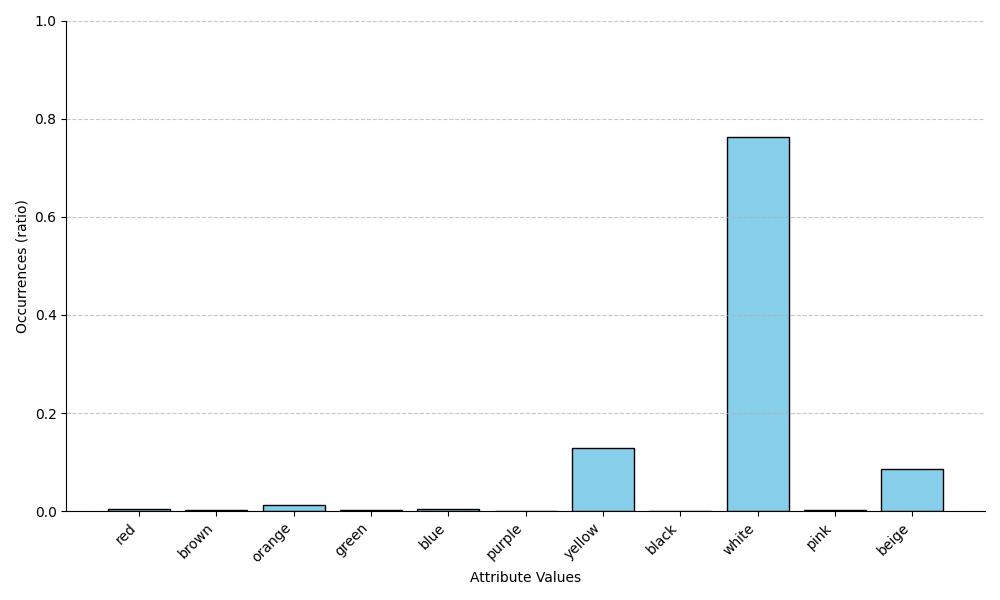 1.0
0.8
0.6
0.4
0.2
0.0
Occurrences (ratio)
red
brown
orange
green
blue
purple
yellow
black
white
pink
beige
Attribute Values